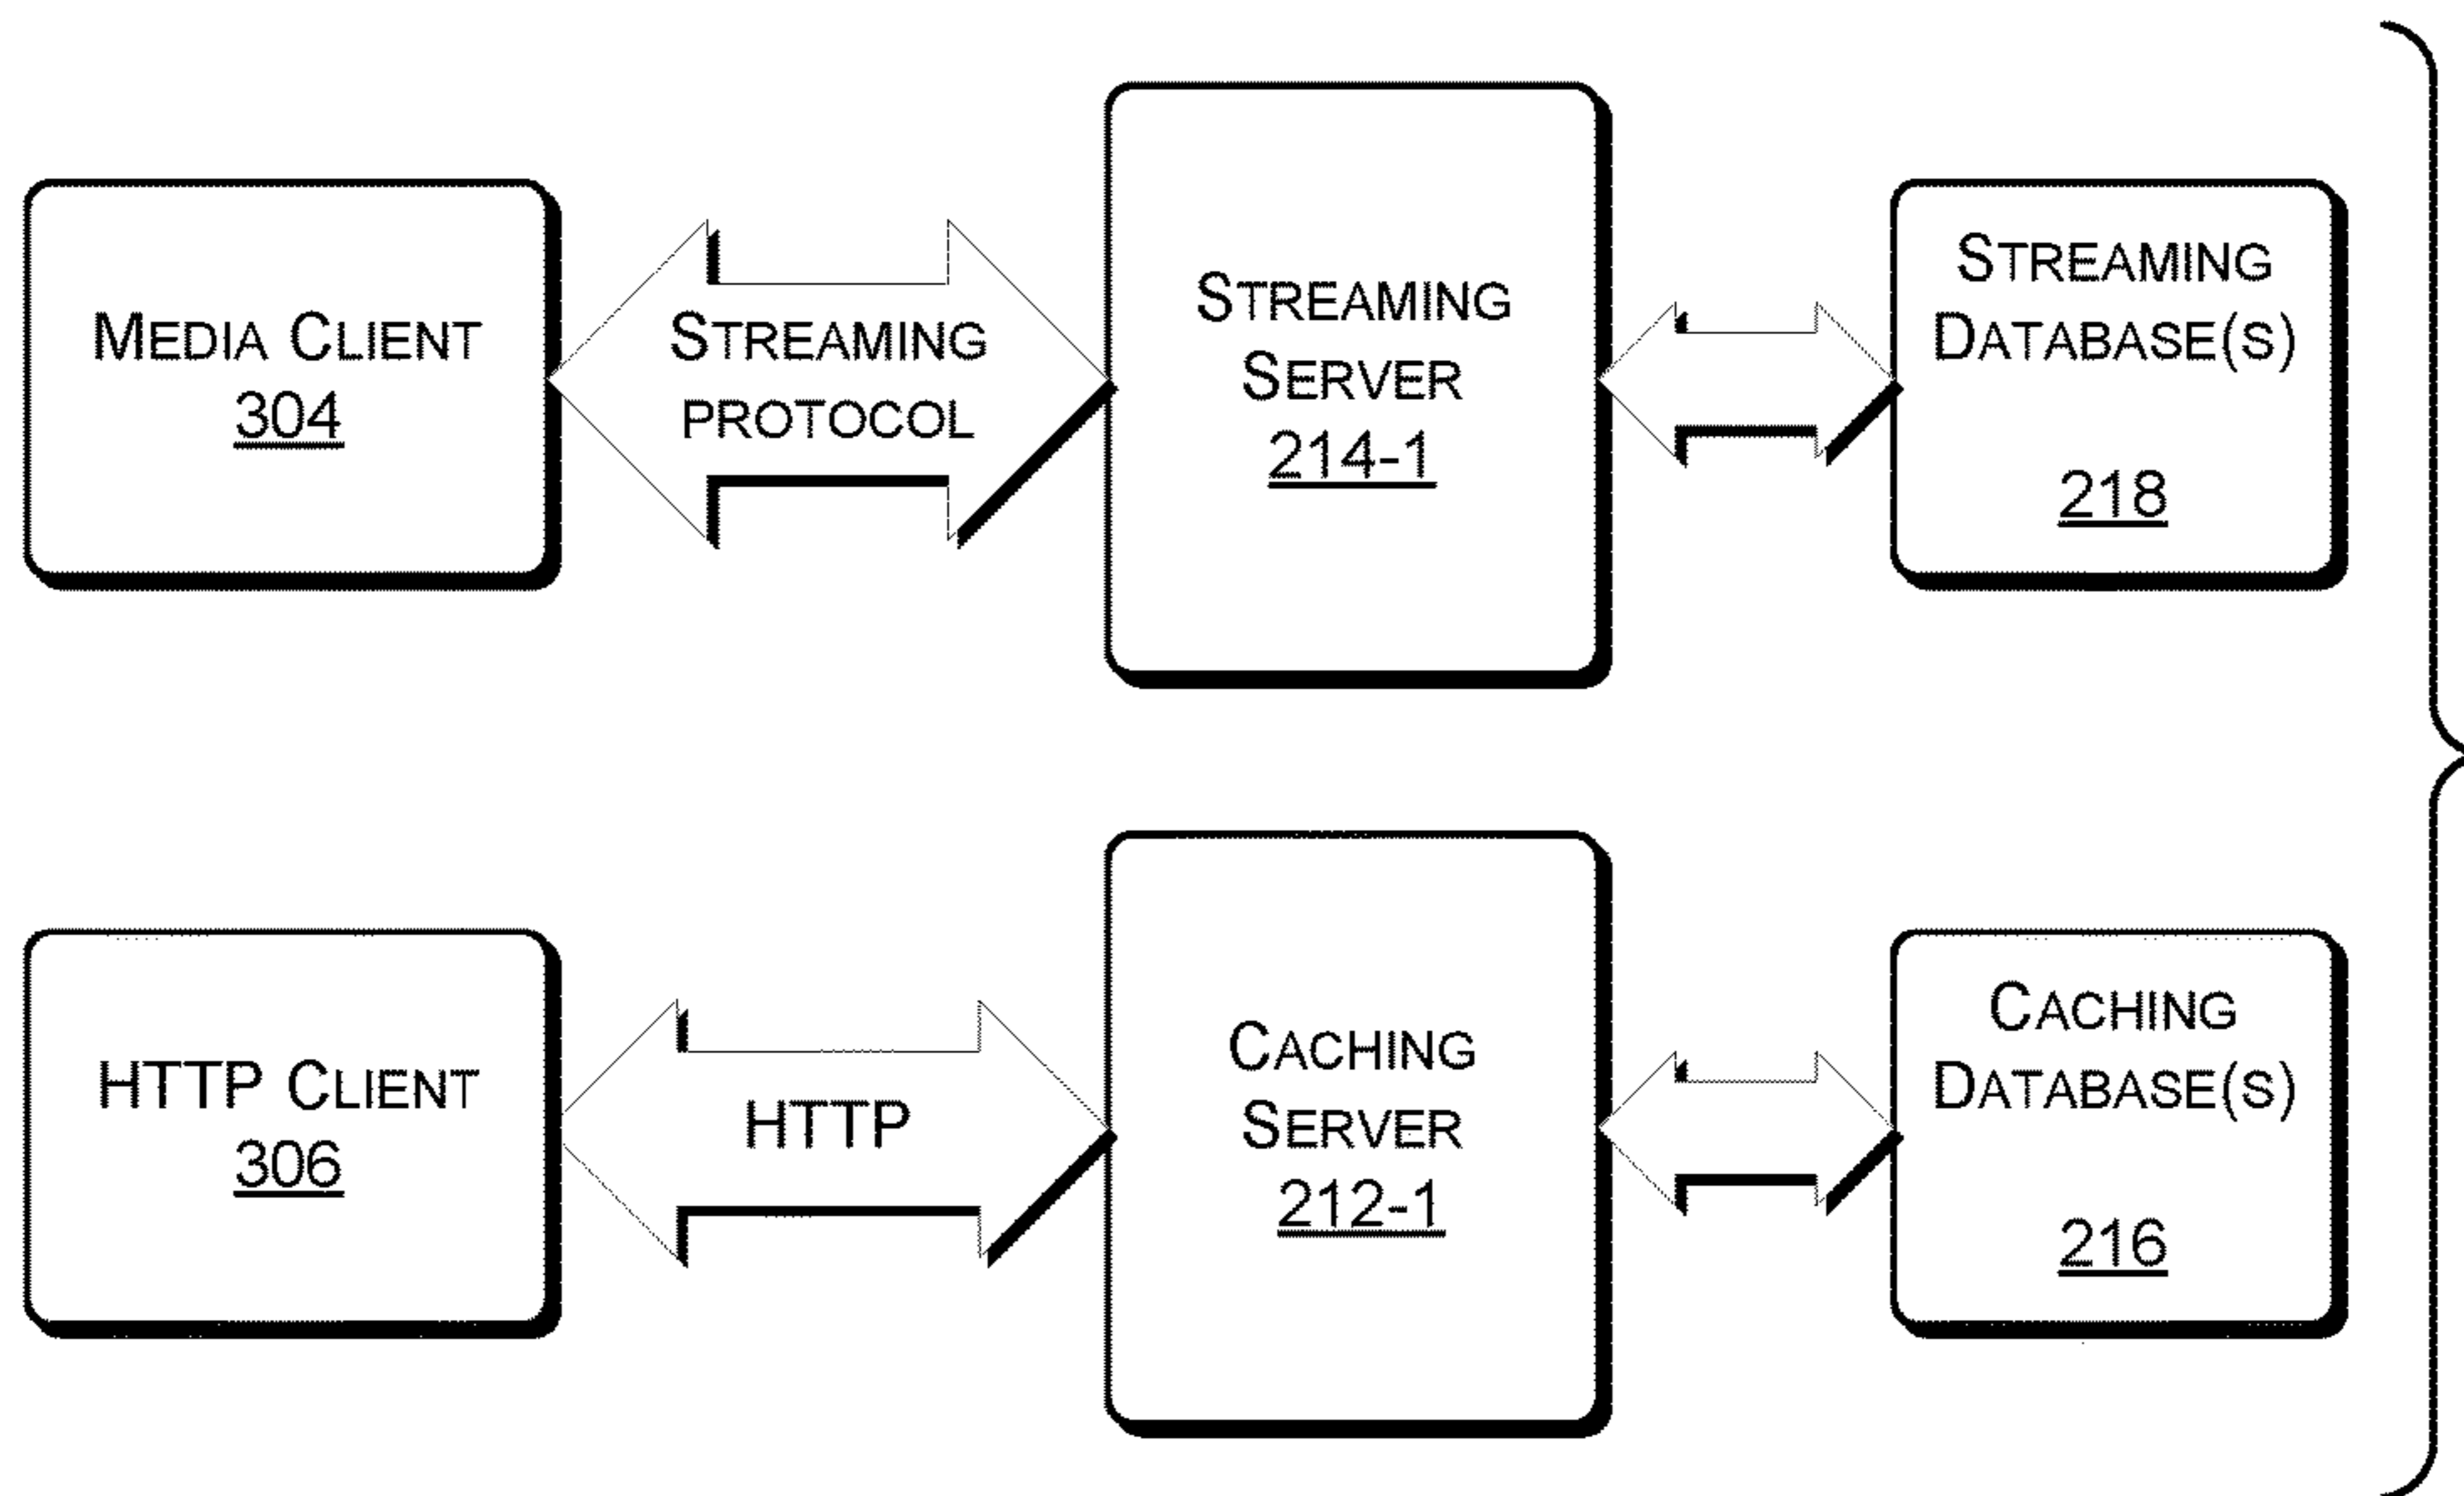 MEDIA CLIENT
304
STREAMING
PROTOCOL
STREAMING
SERVER
214-1
STREAMING
DATABASE(S)
218
HTTP CLIENT
306
HTTP
CACHING
SERVER
212-1
CACHING
DATABASE(S)
216